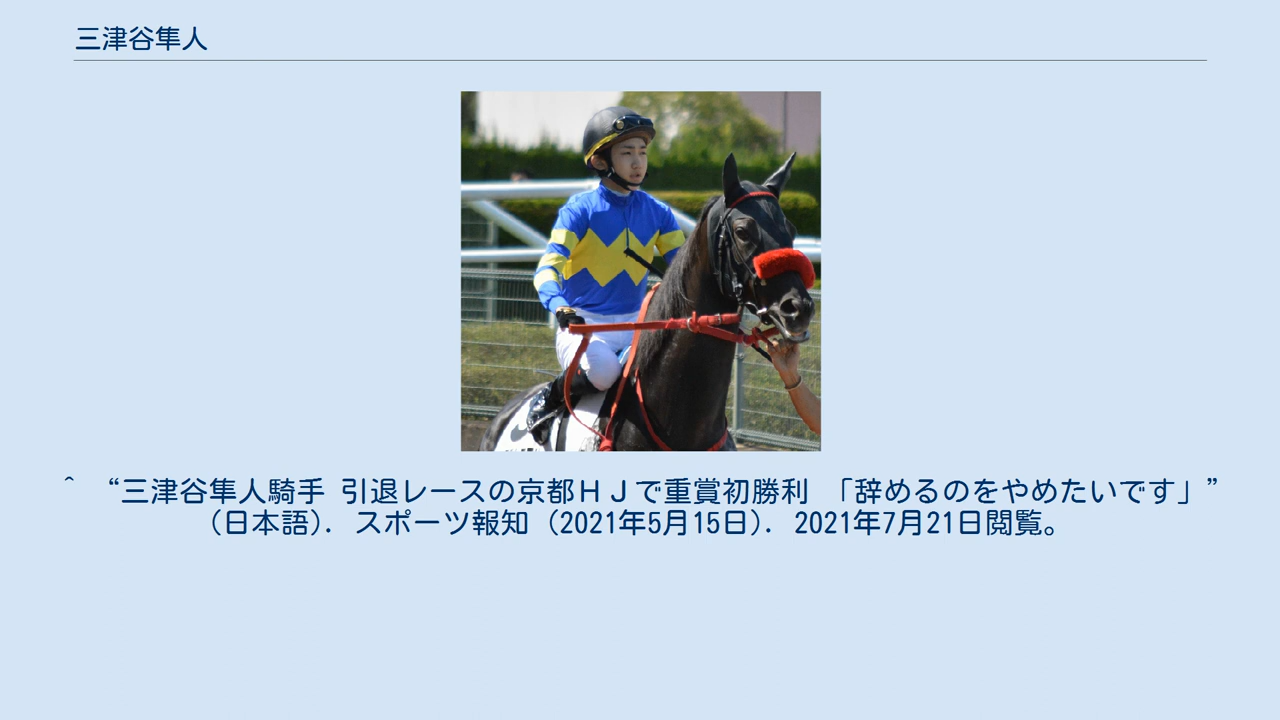 三津谷隼人
^ “三津谷隼人騎手 引退レースの京都ＨＪで重賞初勝利 「辞めるのをやめたいです」”
(日本語). スポーツ報知 (2021年5月15日). 2021年7月21日閲覧。